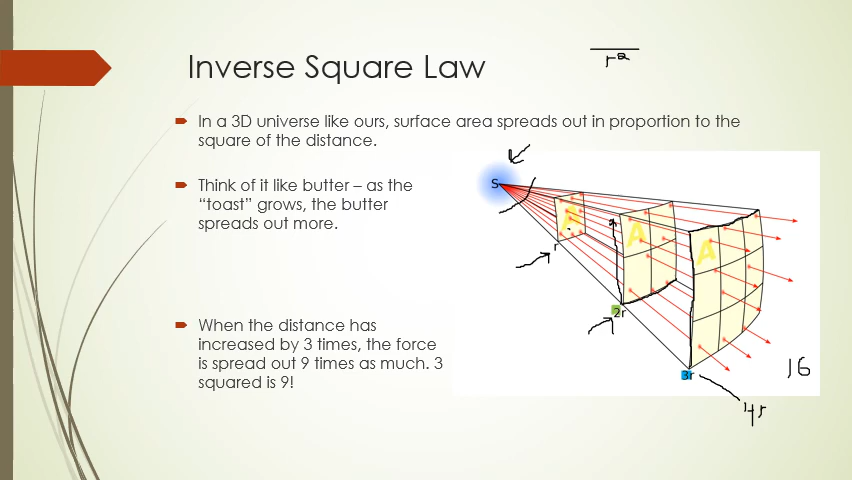 Inverse Square Law
r²
In a 3D universe like ours, surface area spreads out in proportion to the
square of the distance.
Think of it like butter – as the
“toast” grows, the butter
spreads out more.
S
A
A
A
r
2r
3r
When the distance has
increased by 3 times, the force
is spread out 9 times as much. 3
squared is 9!
16
4r